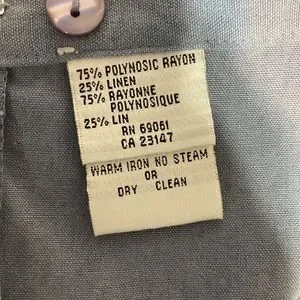 75% POLYNOSIC RAYON
25% LINEN
75% RAYONNE
POLYNOSIQUE
25% LIN
RN 69061
CA 23147
WARM IRON NO STEAM
OR
DRY CLEAN